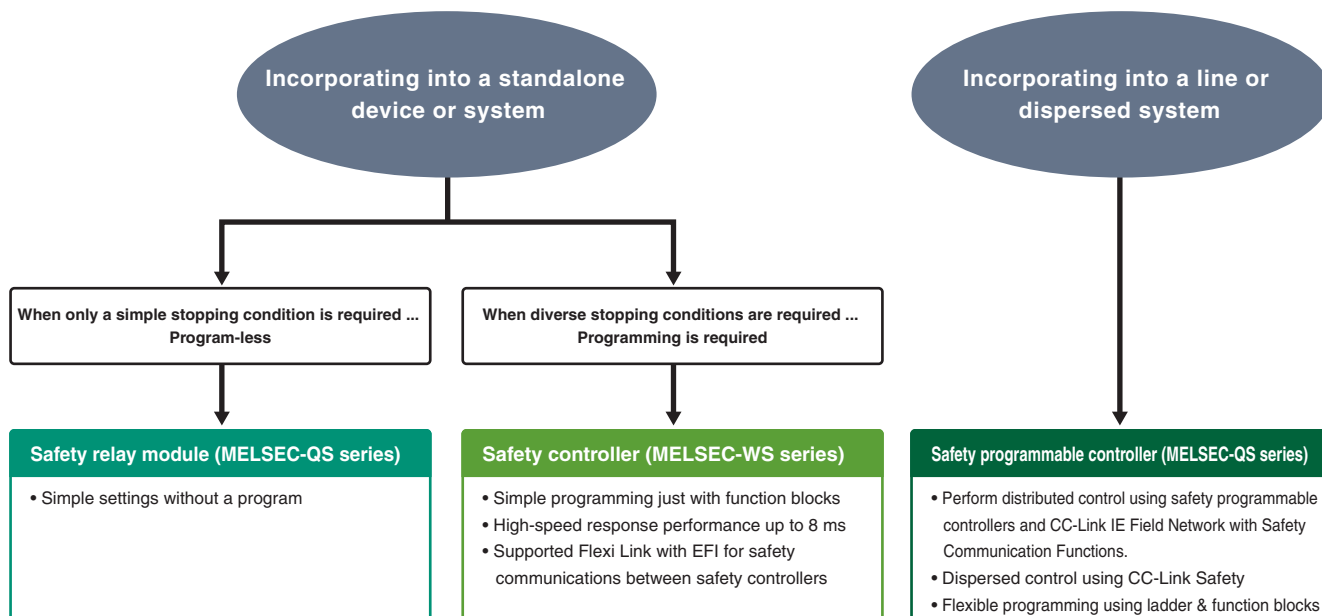 Incorporating into a standalone
device or system
Incorporating into a line or
dispersed system
When only a simple stopping condition is required ...
Program-less
When diverse stopping conditions are required ...
Programming is required
Safety relay module (MELSEC-QS series)
• Simple settings without a program
Safety controller (MELSEC-WS series)
• Simple programming just with function blocks
• High-speed response performance up to 8 ms
• Supported Flexi Link with EFI for safety
communications between safety controllers
Safety programmable controller (MELSEC-QS series)
• Perform distributed control using safety programmable
controllers and CC-Link IE Field Network with Safety
Communication Functions.
• Dispersed control using CC-Link Safety
• Flexible programming using ladder & function blocks